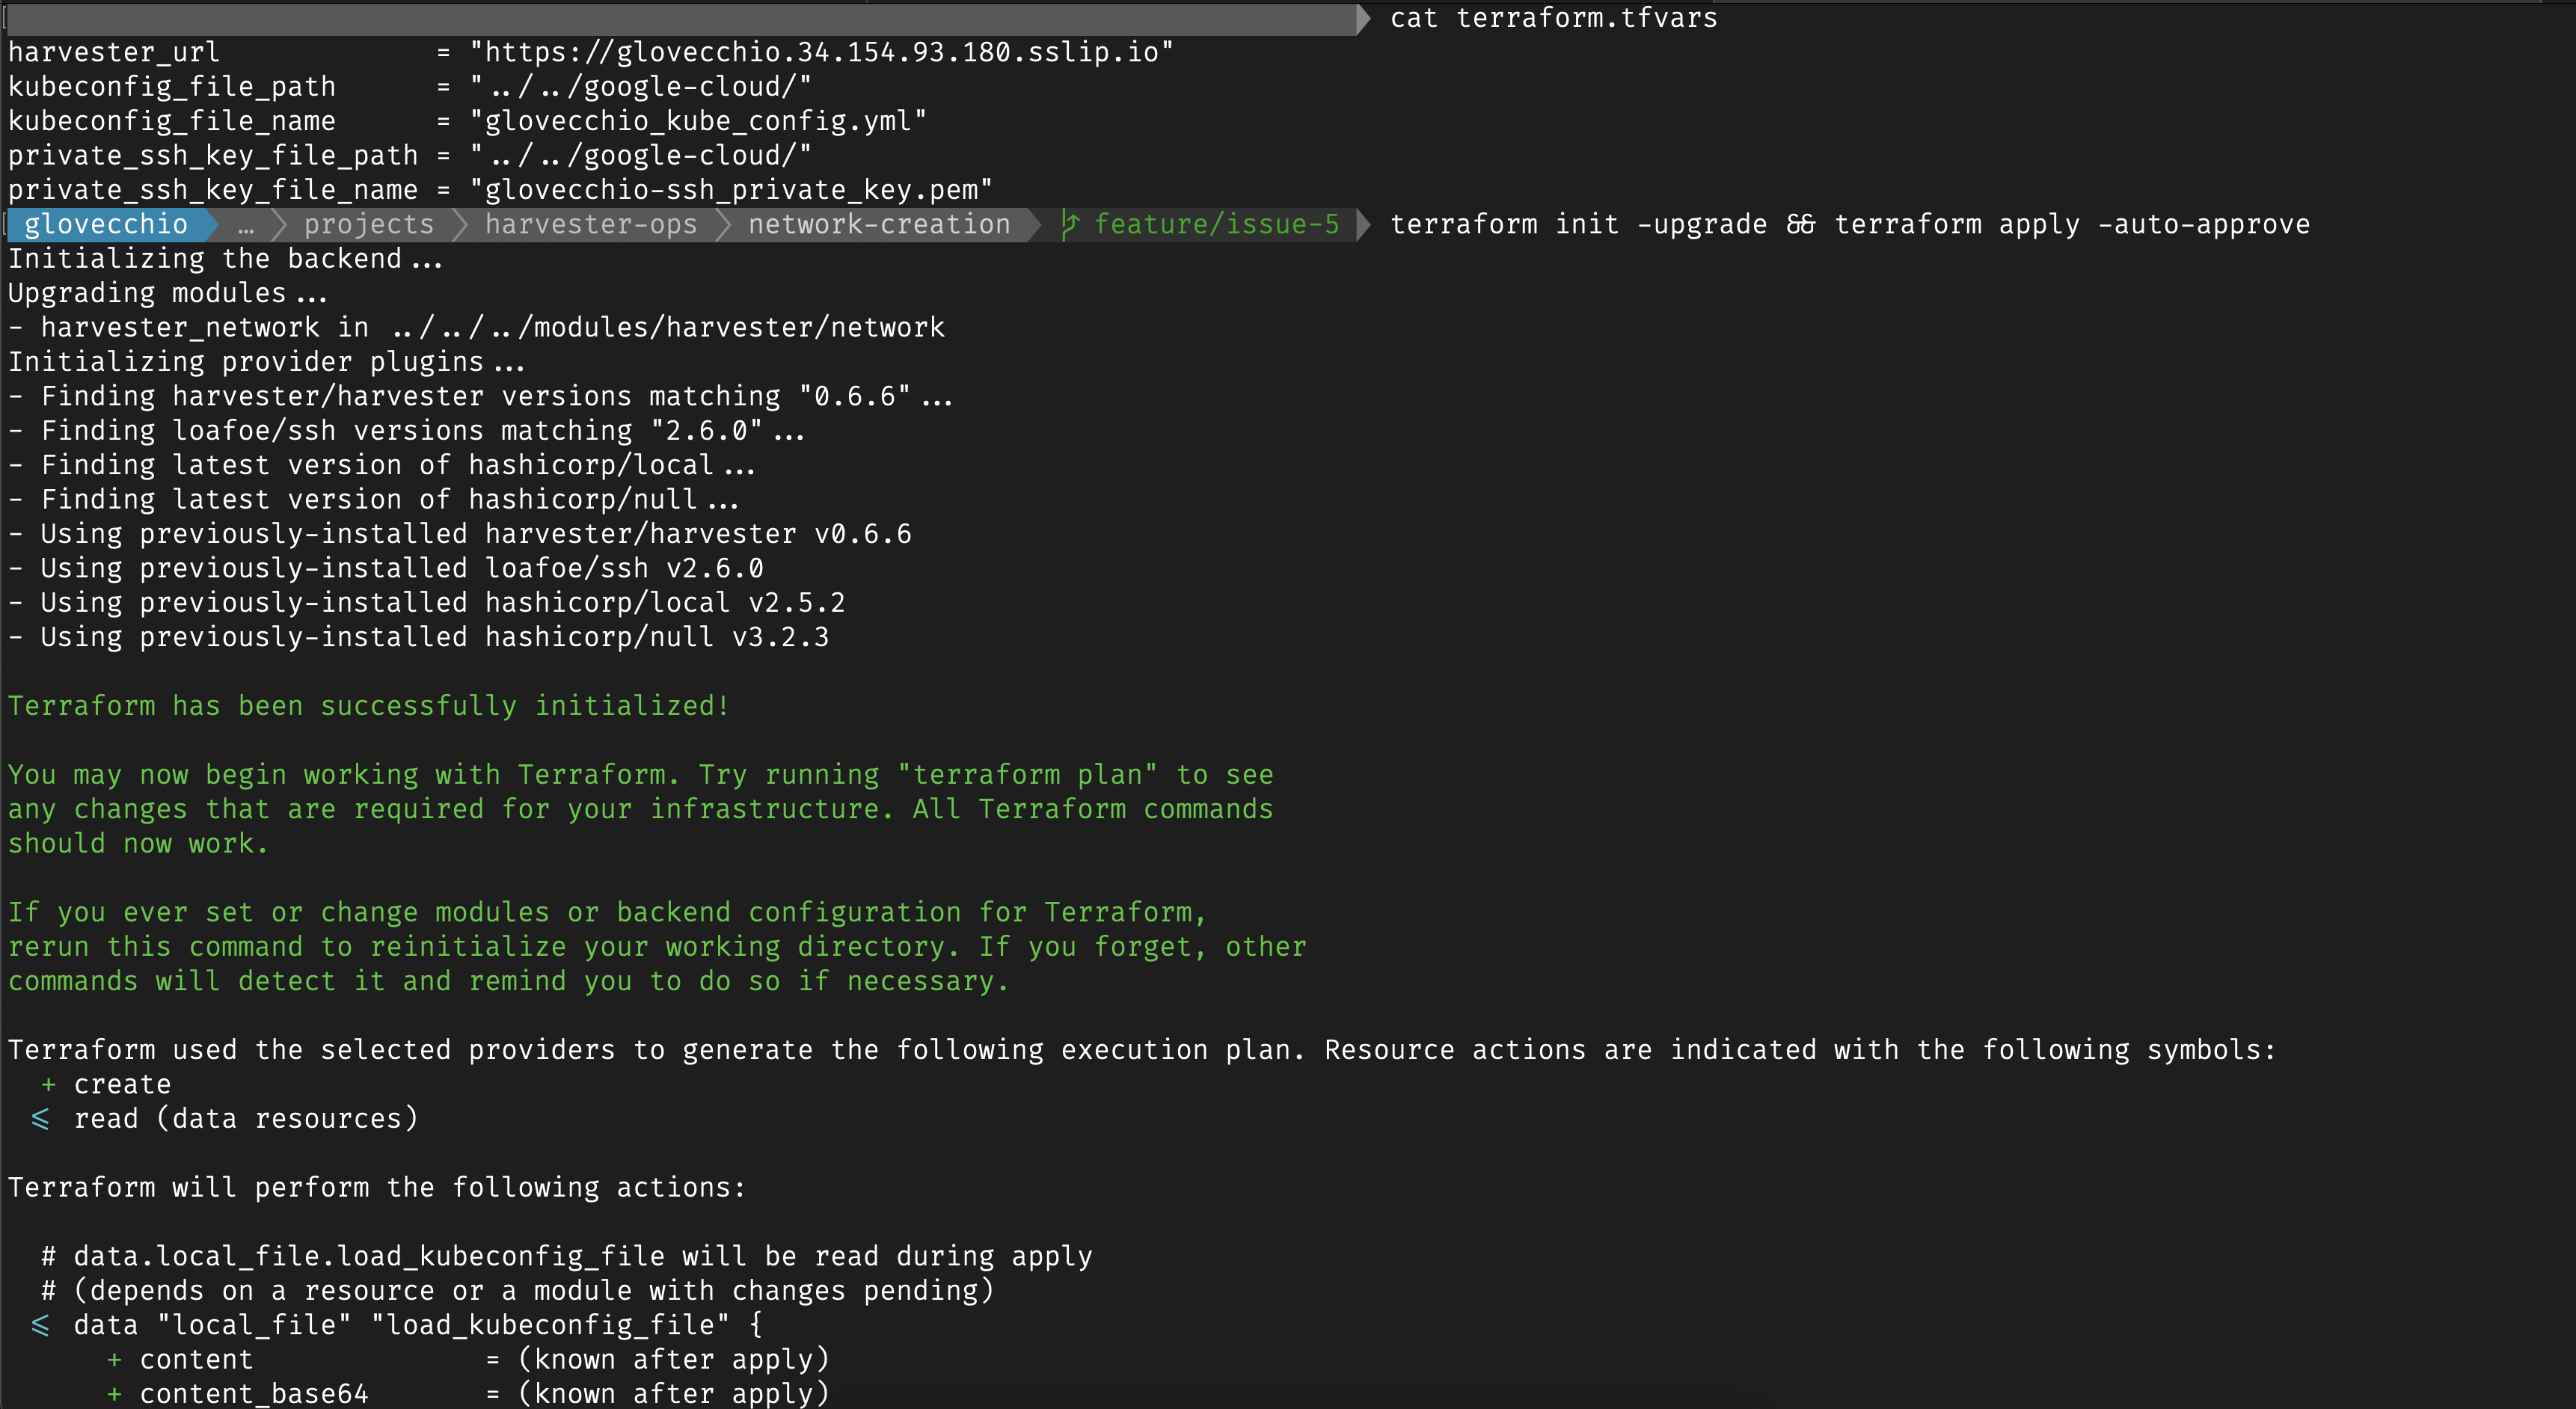 cat terraform.tfvars
harvester_url             = "https://glovecchio.34.154.93.180.sslip.io"
kubeconfig_file_path      = "../../google-cloud/"
kubeconfig_file_name      = "glovecchio_kube_config.yml"
private_ssh_key_file_path = "../../google-cloud/"
private_ssh_key_file_name = "glovecchio-ssh_private_key.pem"
glovecchio … projects harvester-ops network-creation feature/issue-5 terraform init -upgrade && terraform apply -auto-approve
Initializing the backend...
Upgrading modules...
- harvester_network in ../../../modules/harvester/network
Initializing provider plugins...
- Finding harvester/harvester versions matching "0.6.6"...
- Finding loafoe/ssh versions matching "2.6.0"...
- Finding latest version of hashicorp/local...
- Finding latest version of hashicorp/null...
- Using previously-installed harvester/harvester v0.6.6
- Using previously-installed loafoe/ssh v2.6.0
- Using previously-installed hashicorp/local v2.5.2
- Using previously-installed hashicorp/null v3.2.3
Terraform has been successfully initialized!
You may now begin working with Terraform. Try running "terraform plan" to see
any changes that are required for your infrastructure. All Terraform commands
should now work.
If you ever set or change modules or backend configuration for Terraform,
rerun this command to reinitialize your working directory. If you forget, other
commands will detect it and remind you to do so if necessary.
Terraform used the selected providers to generate the following execution plan. Resource actions are indicated with the following symbols:
  + create
 <= read (data resources)
Terraform will perform the following actions:
  # data.local_file.load_kubeconfig_file will be read during apply
  # (depends on a resource or a module with changes pending)
 <= data "local_file" "load_kubeconfig_file" {
      + content              = (known after apply)
      + content_base64       = (known after apply)